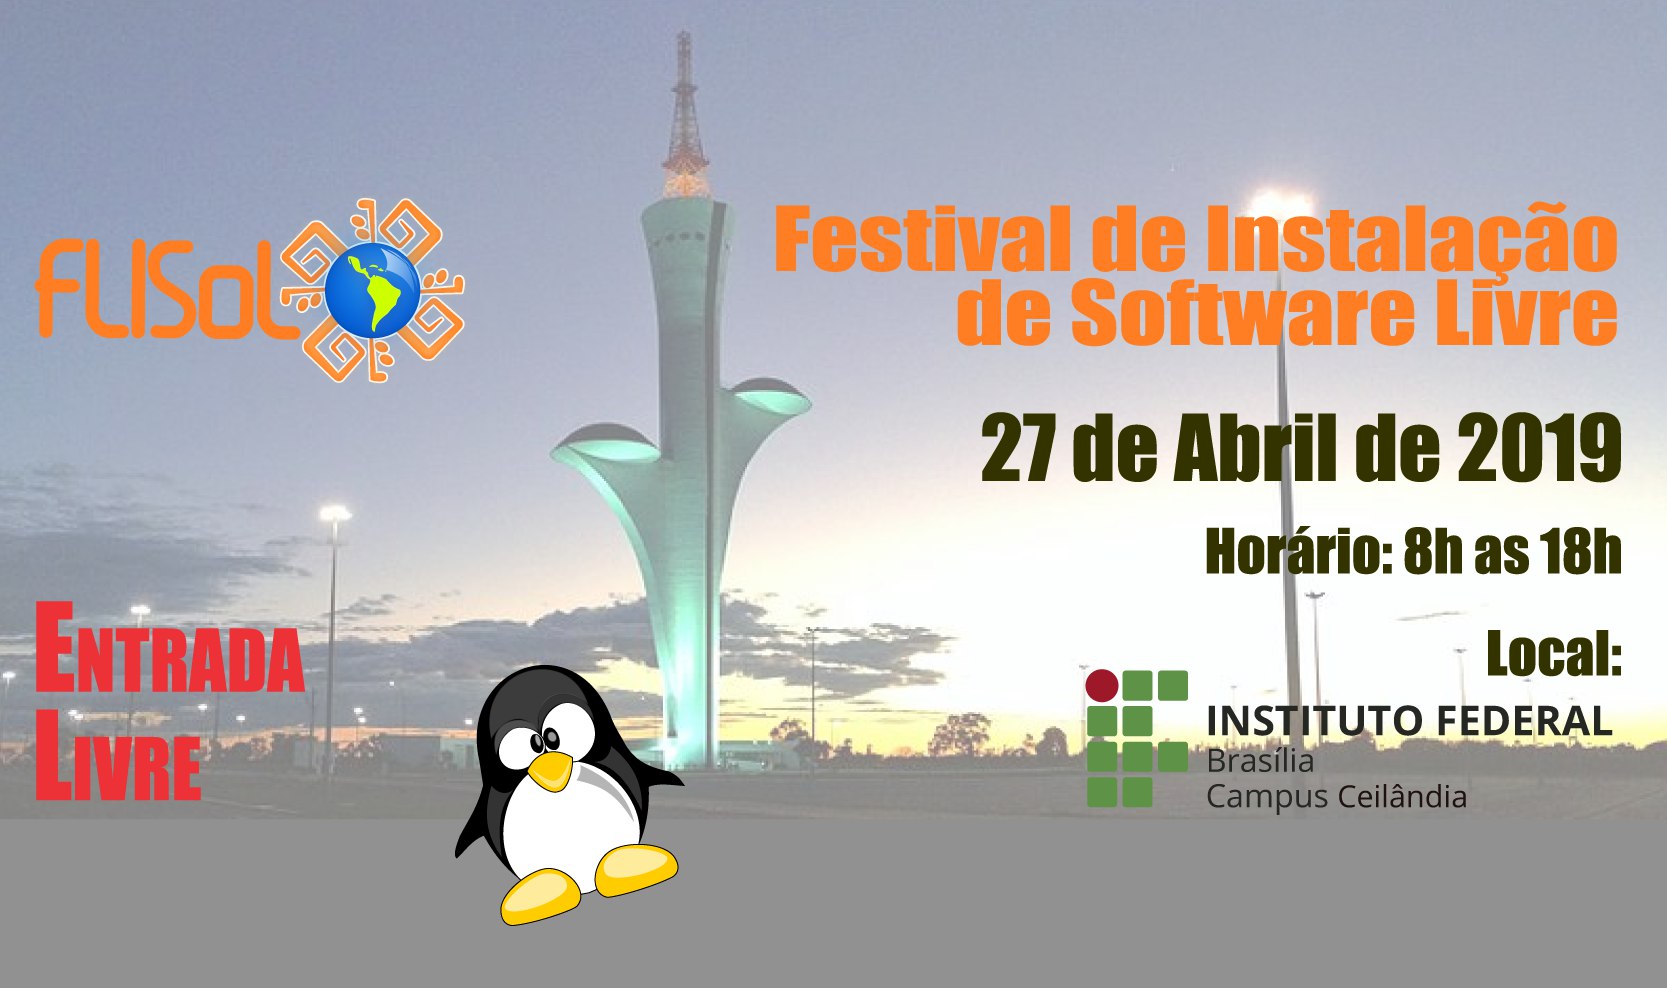 FLISoL
Festival de Instalação
de Software Livre
27 de Abril de 2019
Horário: 8h as 18h
Local:
INSTITUTO FEDERAL
Brasília
Campus Ceilândia
ENTRADA
LIVRE